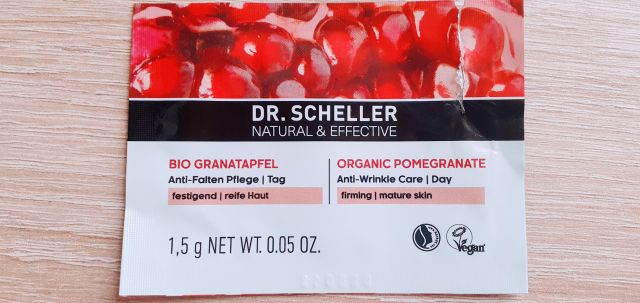 DR. SCHELLER
NATURAL & EFFECTIVE
BIO GRANATAPFEL
Anti-Falten Pflege | Tag
festigend | reife Haut
ORGANIC POMEGRANATE
Anti-Wrinkle Care | Day
firming | mature skin
1,5 g NET WT. 0.05 OZ.
vegan